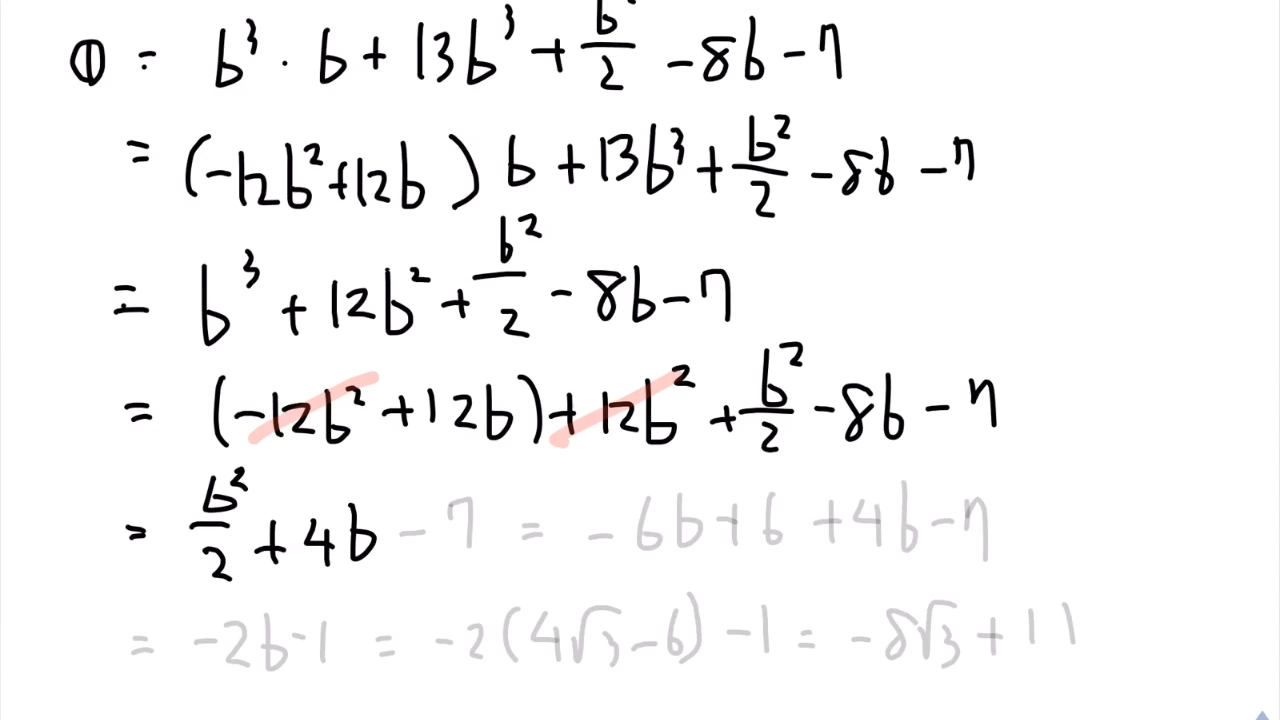 ① = b³ · b + 13b³ + b²/2 - 8b - 7
= (-12b² + 12b) b + 13b³ + b²/2 - 8b - 7
= b³ + 12b² + b²/2 - 8b - 7
= (-12b² + 12b) + 12b² + b²/2 - 8b - 7
= b²/2 + 4b - 7 = -6b + 6 + 4b - 7
= -2b - 1 = -2(4√3 - 6) - 1 = -8√3 + 11